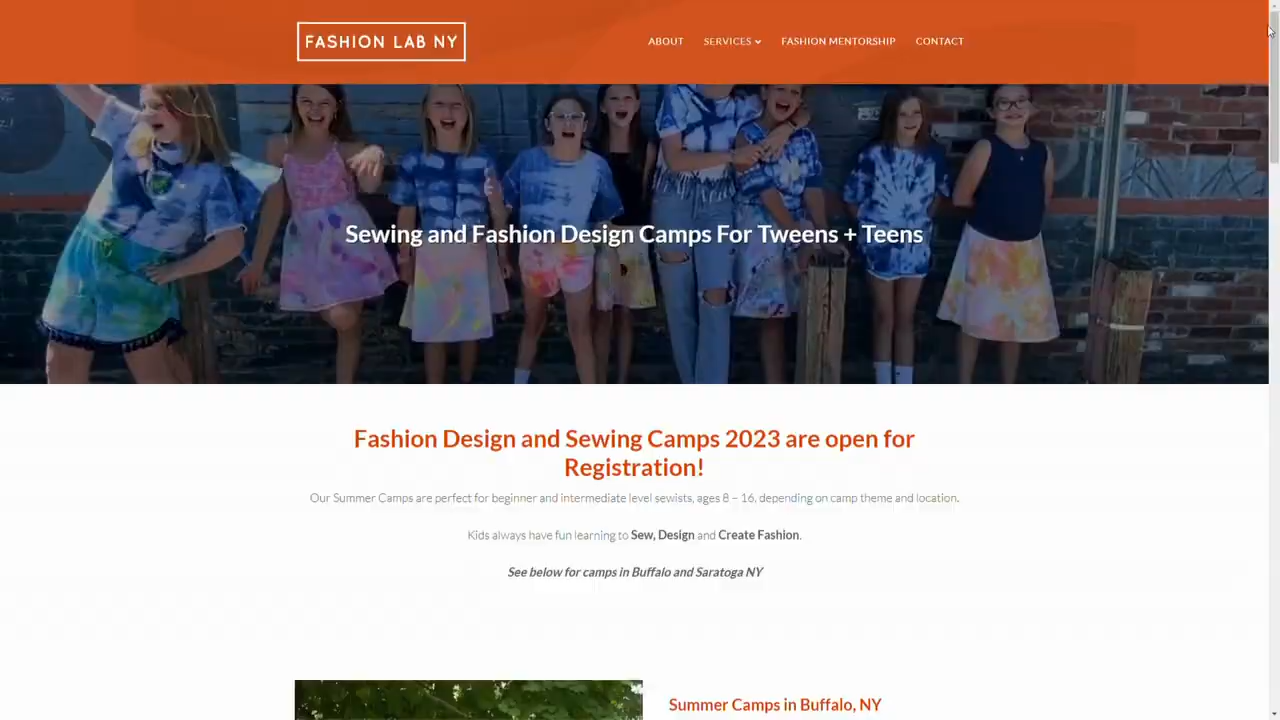 FASHION LAB NY
ABOUT SERVICES FASHION MENTORSHIP CONTACT
Sewing and Fashion Design Camps For Tweens + Teens
Fashion Design and Sewing Camps 2023 are open for
Registration!
Our Summer Camps are perfect for beginner and intermediate level sewists, ages 8 – 16, depending on camp theme and location.
Kids always have fun learning to Sew, Design and Create Fashion.
See below for camps in Buffalo and Saratoga NY
Summer Camps in Buffalo, NY